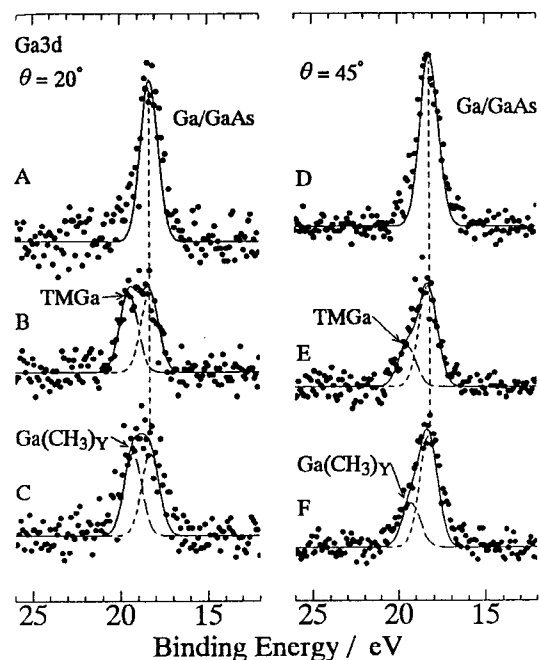 Ga3d
θ = 20°
Ga/GaAs
A
TMGa
B
Ga(CH3)Y
C
θ = 45°
Ga/GaAs
D
TMGa
E
Ga(CH3)Y
F
25 20 15 25 20 15
Binding Energy / eV